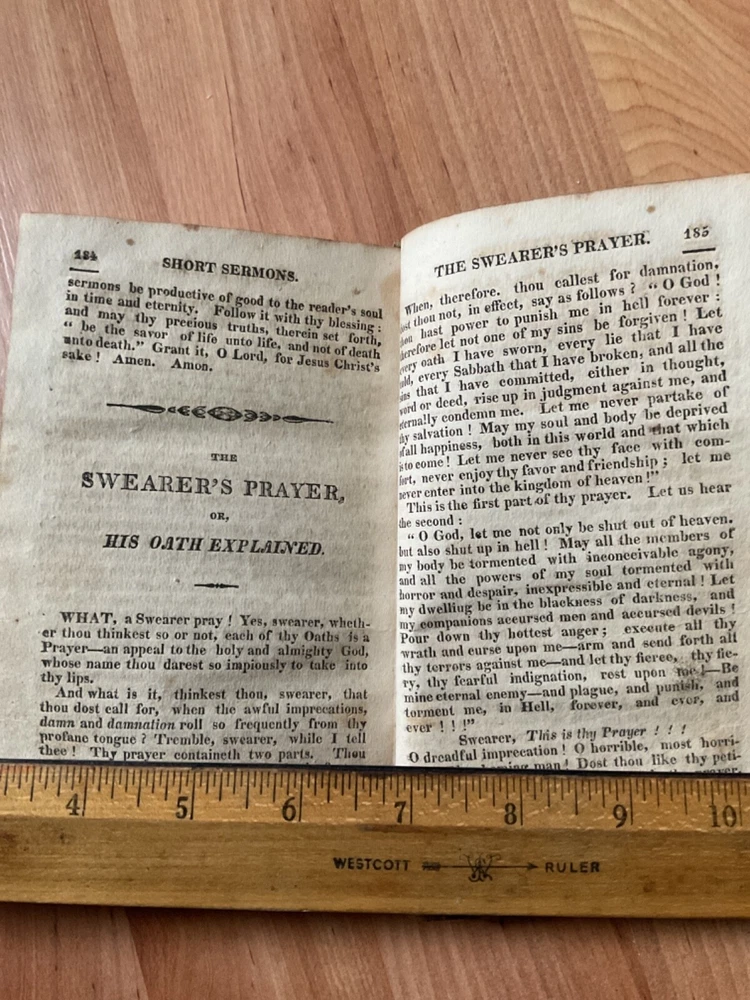 184
SHORT SERMONS.
sermons be productive of good to the reader's soul
in time and eternity. Follow it with thy blessing:
and may thy precious truths, therein set forth,
" be the savor of life unto life, and not of death
unto death." Grant it, O Lord, for Jesus Christ's
sake! Amen. Amon.
THE
SWEARER'S PRAYER,
OR,
HIS OATH EXPLAINED.
WHAT, a Swearer pray! Yes, swearer, wheth-
er thou thinkest so or not, each of thy Oaths is a
Prayer—an appeal to the holy and almighty God,
whose name thou darest so impiously to take into
thy lips.
And what is it, thinkest thou, swearer, that
thou dost call for, when the awful imprecations,
damn and damnation roll so frequently from thy
profane tongue? Tremble, swearer, while I tell
thee! Thy prayer containeth two parts. Thou
THE SWEARER'S PRAYER.
185
When, therefore. thou callest for damnation,
thou not, in effect, say as follows? "O God!
hast power to punish me in hell forever:
therefore let not one of my sins be forgiven! Let
every oath I have sworn, every lie that I have
told, every Sabbath that I have broken, and all the
sins that I have committed, either in thought,
word or deed, rise up in judgment against me, and
eternally condemn me. Let me never partake of
thy salvation! May my soul and body be deprived
of all happiness, both in this world and that which
is to come! Let me never see thy face with com-
fort, never enjoy thy favor and friendship; let me
never enter into the kingdom of heaven!"
This is the first part of thy prayer. Let us hear
the second:
"O God, let me not only be shut out of heaven.
but also shut up in hell! May all the members of
my body be tormented with inconceivable agony,
and all the powers of my soul tormented with
horror and despair, inexpressible and eternal! Let
my dwelling be in the blackness of darkness, and
my companions accursed men and accursed devils!
Pour down thy hottest anger; execute all thy
wrath and curse upon me—arm and send forth all
thy terrors against me—and let thy fierce, thy fie-
ry, thy fearful indignation, rest upon me!—Be
mine eternal enemy—and plague, and punish, and
torment me, in Hell, forever, and ever, and
ever!!!"
Swearer, This is thy Prayer!!!
O dreadful imprecation! O horrible, most horri-
man! Dost thou like thy peti-
4 5 6 7 8 9 10
WESTCOTT RULER